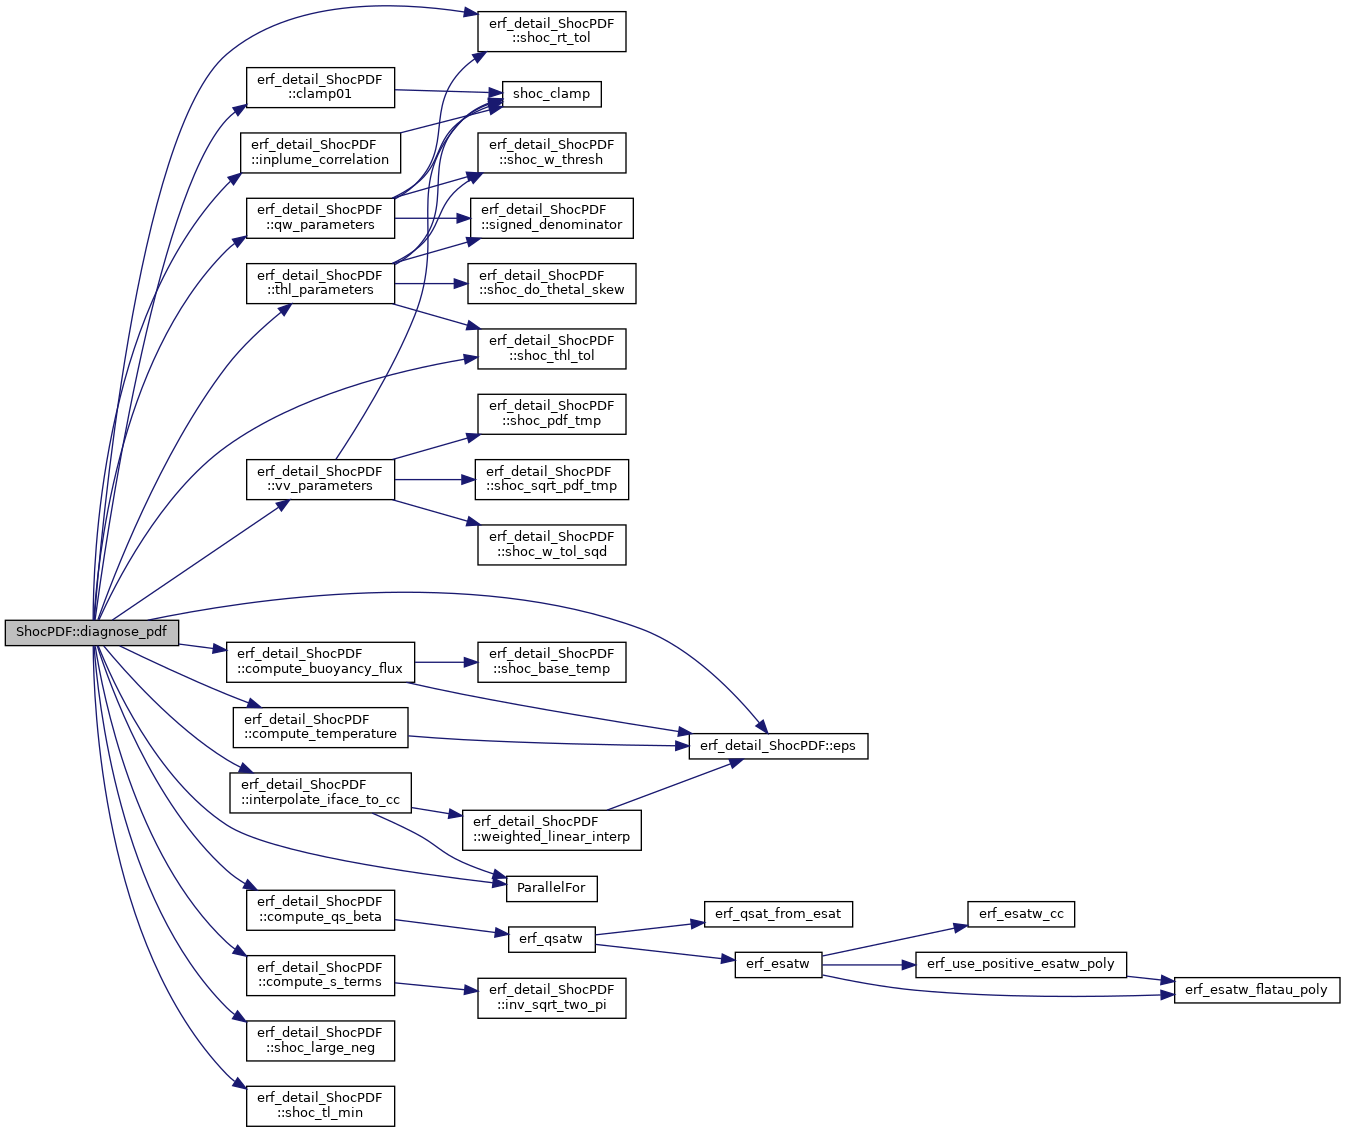 erf_detail_ShocPDF
::shoc_rt_tol
erf_detail_ShocPDF
::clamp01
shoc_clamp
erf_detail_ShocPDF
::inplume_correlation
erf_detail_ShocPDF
::shoc_w_thresh
erf_detail_ShocPDF
::qw_parameters
erf_detail_ShocPDF
::signed_denominator
erf_detail_ShocPDF
::thl_parameters
erf_detail_ShocPDF
::shoc_do_thetal_skew
erf_detail_ShocPDF
::shoc_thl_tol
erf_detail_ShocPDF
::shoc_pdf_tmp
erf_detail_ShocPDF
::vv_parameters
erf_detail_ShocPDF
::shoc_sqrt_pdf_tmp
erf_detail_ShocPDF
::shoc_w_tol_sqd
ShocPDF::diagnose_pdf
erf_detail_ShocPDF
::compute_buoyancy_flux
erf_detail_ShocPDF
::shoc_base_temp
erf_detail_ShocPDF
::compute_temperature
erf_detail_ShocPDF::eps
erf_detail_ShocPDF
::interpolate_iface_to_cc
erf_detail_ShocPDF
::weighted_linear_interp
ParallelFor
erf_detail_ShocPDF
::compute_qs_beta
erf_qsatw
erf_qsat_from_esat
erf_esatw
erf_esatw_cc
erf_use_positive_esatw_poly
erf_esatw_flatau_poly
erf_detail_ShocPDF
::compute_s_terms
erf_detail_ShocPDF
::inv_sqrt_two_pi
erf_detail_ShocPDF
::shoc_large_neg
erf_detail_ShocPDF
::shoc_tl_min